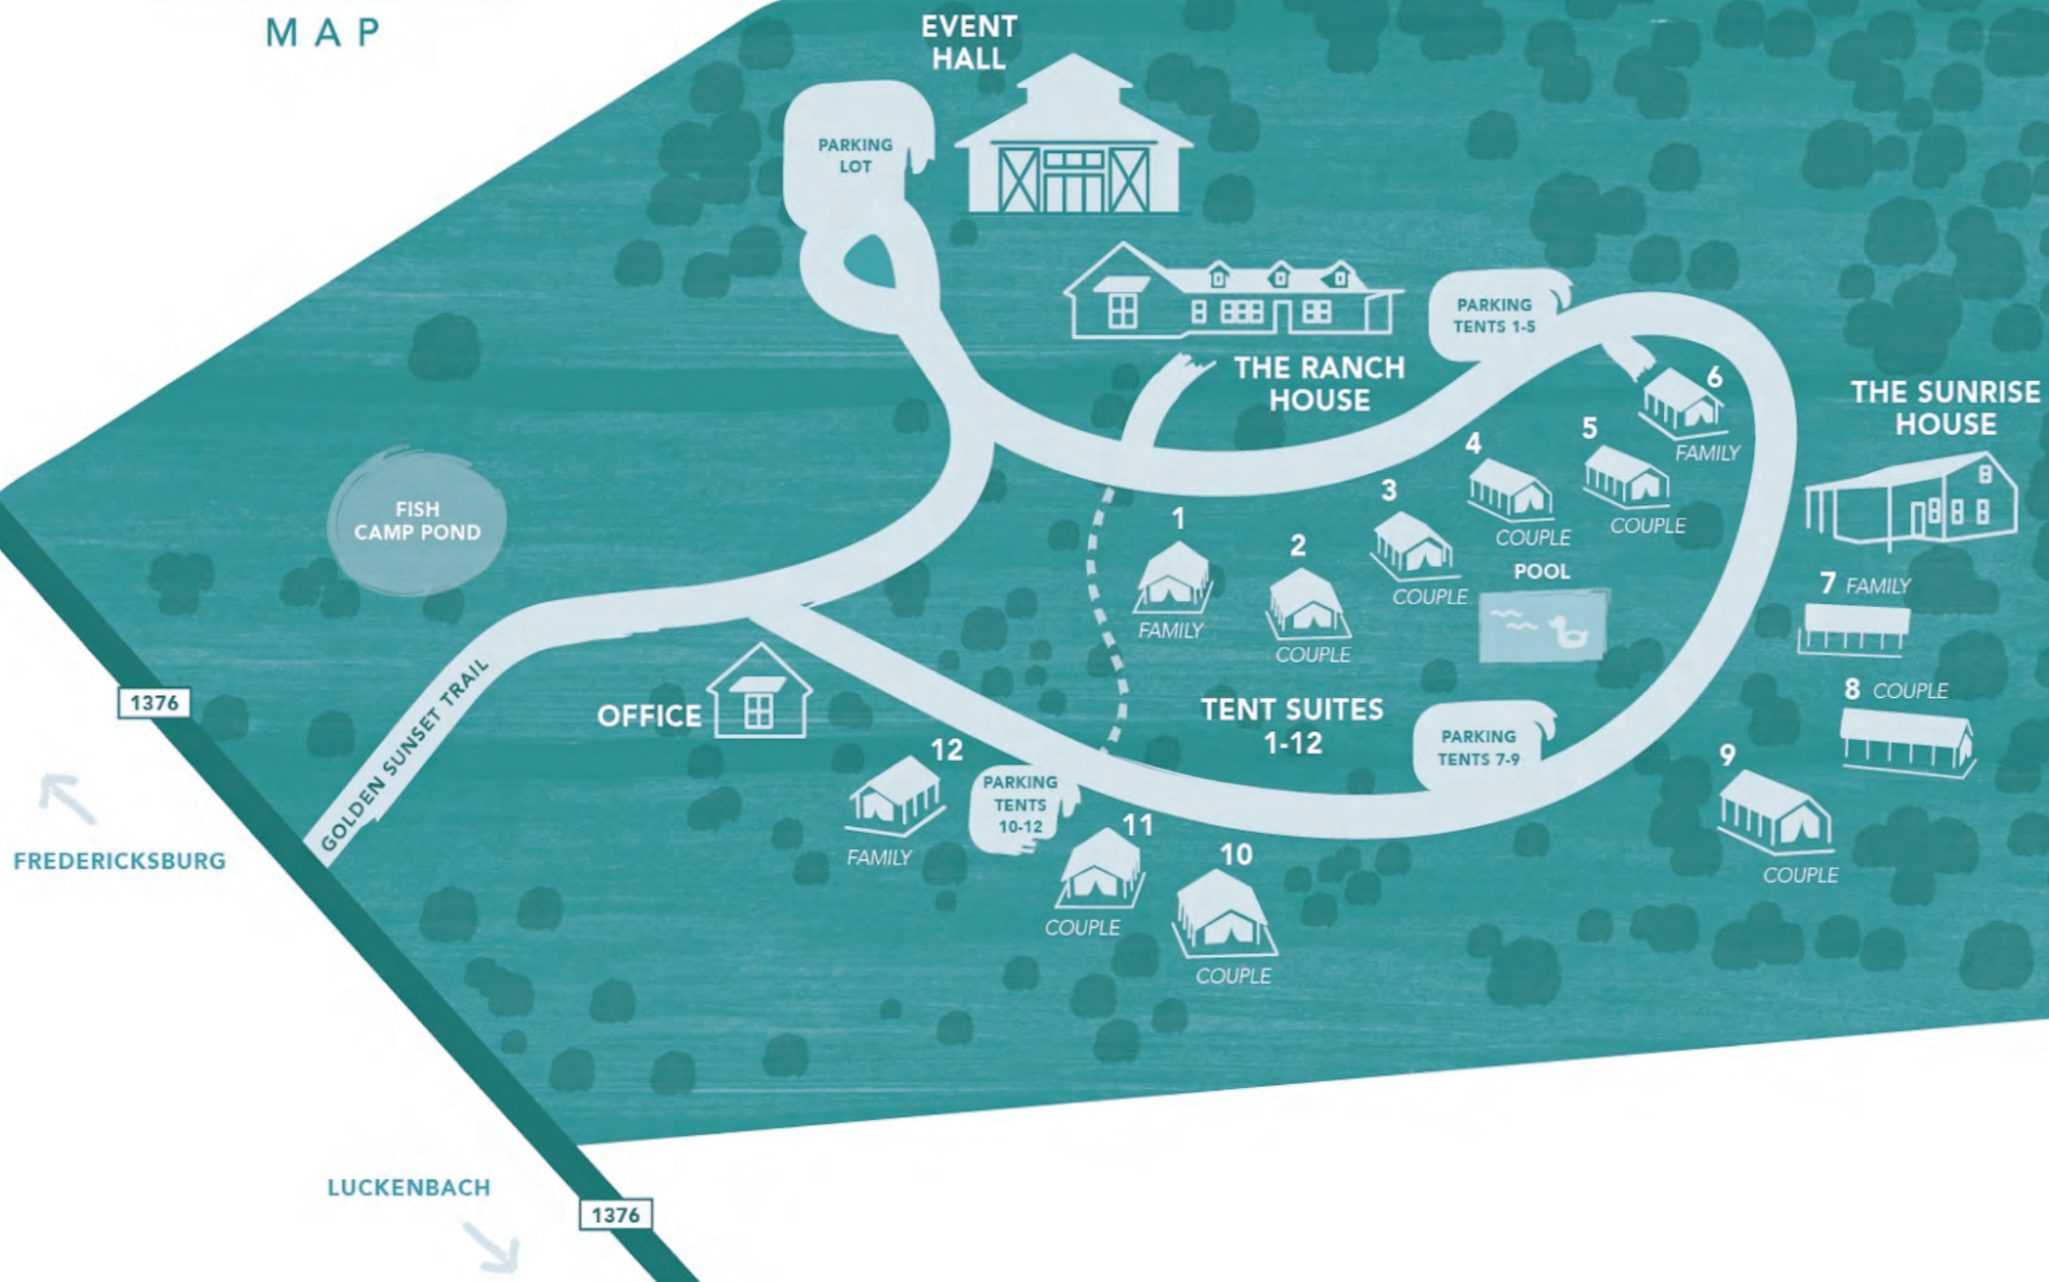 MAP
EVENT
HALL
PARKING
LOT
PARKING
TENTS 1-5
THE RANCH
HOUSE
6
FAMILY
THE SUNRISE
HOUSE
5
COUPLE
4
COUPLE
3
COUPLE
FISH
CAMP POND
1
FAMILY
2
COUPLE
POOL
7 FAMILY
8 COUPLE
1376
GOLDEN SUNSET TRAIL
OFFICE
TENT SUITES
1-12
PARKING
TENTS 7-9
9
COUPLE
12
FAMILY
PARKING
TENTS
10-12
11
COUPLE
10
COUPLE
FREDERICKSBURG
LUCKENBACH
1376